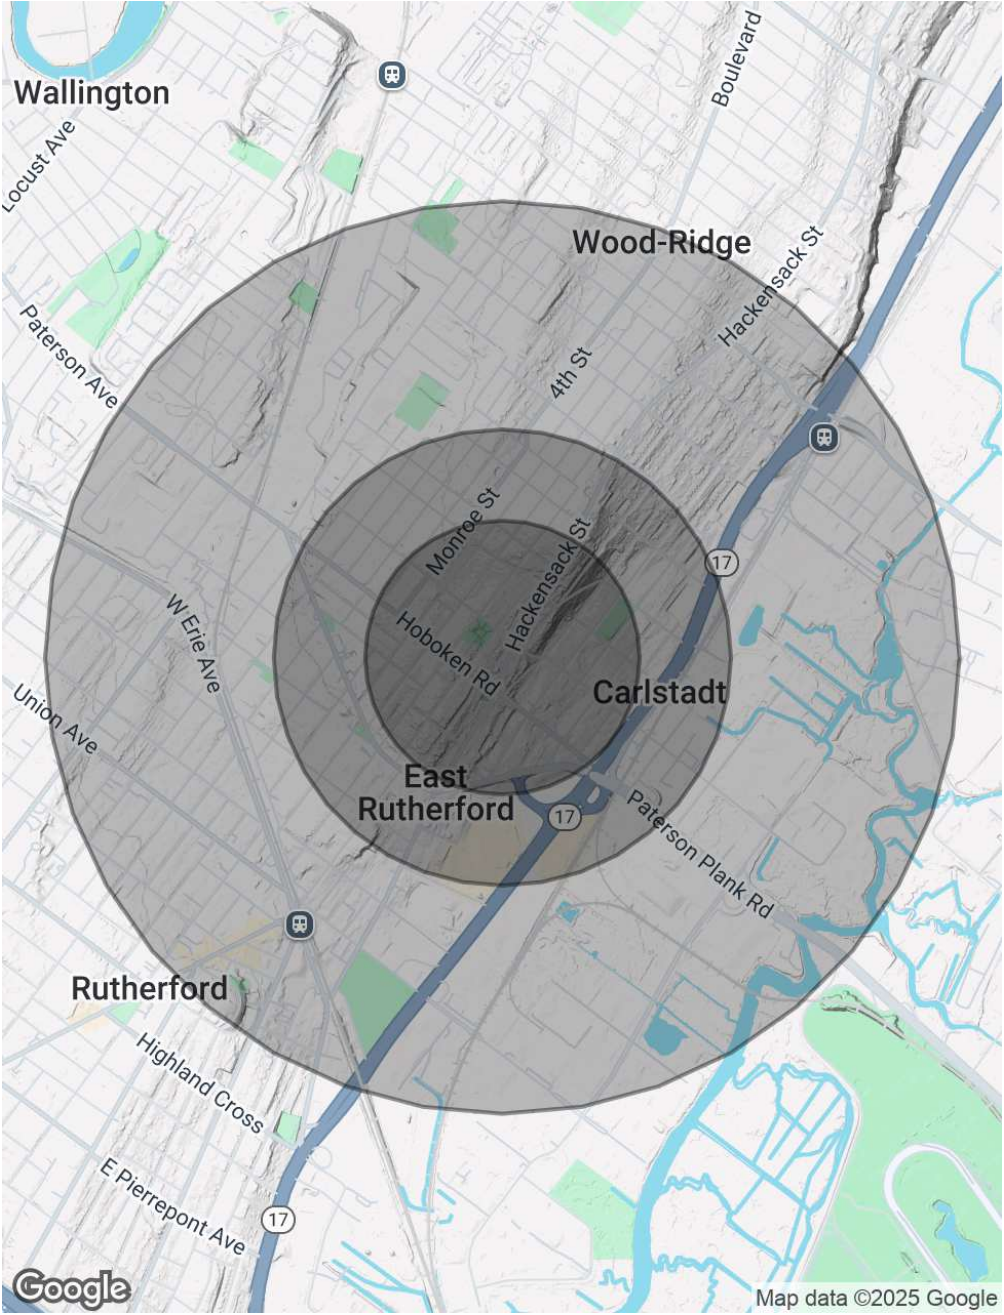 Boulevard
Wallington
Locust Ave
Wood-Ridge
Hackensack St
Paterson Ave
4th St
Monroe St
Hackensack St
17
W Erie Ave
Hoboken Rd
Union Ave
Carlstadt
East
Rutherford
17
Paterson Plank Rd
Rutherford
Highland Cross
E Pierrepont Ave
17
Google
Map data ©2025 Google